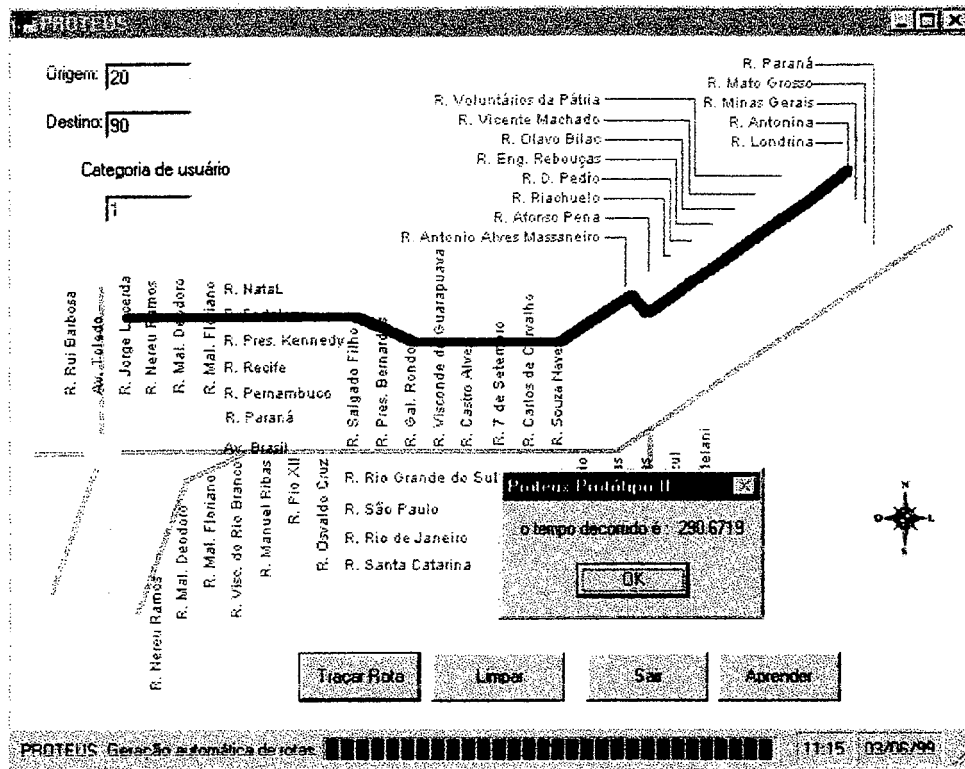 PROTEUS
Origem: 20
Destino: 90
Categoria de usuário
1
R. Voluntários da Pátria
R. Vicente Machado
R. Olavo Bilac
R. Eng. Rebouças
R. D. Pedro
R. Riachuelo
R. Afonso Pena
R. Antonio Alves Massaneiro
R. Paraná
R. Mato Grosso
R. Minas Gerais
R. Antonina
R. Londrina
R. Rui Barbosa
Av. Toledo
R. Jorge Lacerda
R. Nereu Ramos
R. Mal. Deodoro
R. Mal. Floriano
R. NataL
R. Pres. Kennedy
R. Recife
R. Pernambuco
R. Paraná
Av. Brasil
R. Salgado Filho
R. Pres. Bernardes
R. Gal. Rondo
R. Visconde de Guarapuava
R. Castro Alves
R. 7 de Setembro
R. Carlos de Carvalho
R. Souza Nave
R. Nereu Ramos
R. Mal. Deodoro
R. Mal. Floriano
R. Visc. do Rio Branco
R. Manuel Ribas
R. Pio XII
R. Osvaldo Cruz
R. Rio Grande do Sul
R. São Paulo
R. Rio de Janeiro
R. Santa Catarina
Proteus Protótipo II
o tempo decorrido é : 290.6719
OK
N
O
L
S
Traçar Rota
Limpar
Sair
Aprender
PROTEUS Geração automática de rotas
11:15
03/06/99